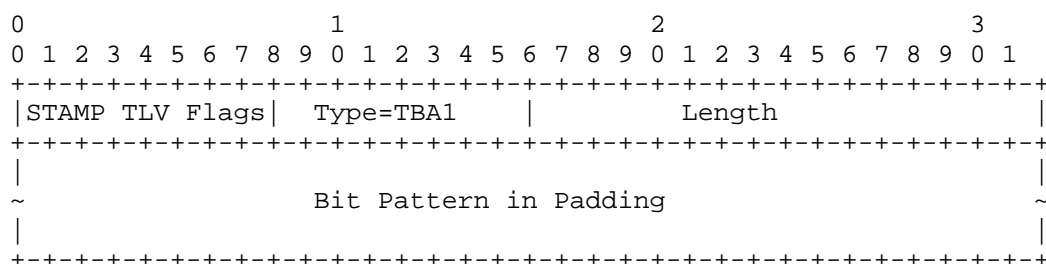 0                   1                   2                   3
0 1 2 3 4 5 6 7 8 9 0 1 2 3 4 5 6 7 8 9 0 1 2 3 4 5 6 7 8 9 0 1
+-+-+-+-+-+-+-+-+-+-+-+-+-+-+-+-+-+-+-+-+-+-+-+-+-+-+-+-+-+-+-+-+
|STAMP TLV Flags|  Type=TBA1    |         Length                |
+-+-+-+-+-+-+-+-+-+-+-+-+-+-+-+-+-+-+-+-+-+-+-+-+-+-+-+-+-+-+-+-+
|                                                               |
~                  Bit Pattern in Padding                       ~
|                                                               |
+-+-+-+-+-+-+-+-+-+-+-+-+-+-+-+-+-+-+-+-+-+-+-+-+-+-+-+-+-+-+-+-+